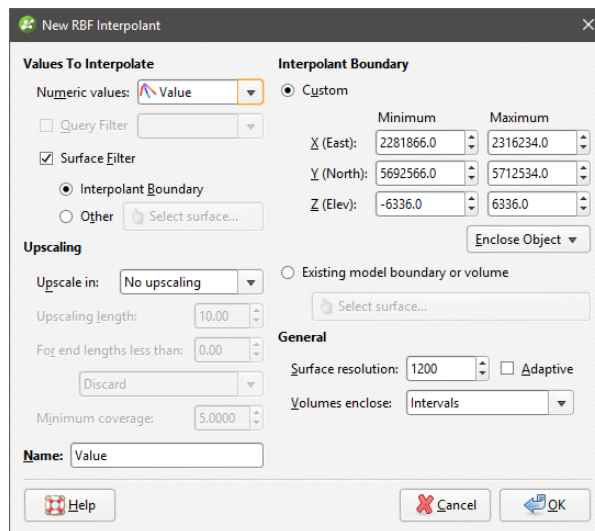 New RBF Interpolant
Values To Interpolate
Numeric values: Value
Query Filter
Surface Filter
Interpolant Boundary
Other Select surface...
Upscaling
Upscale in: No upscaling
Upscaling length: 10.00
For end lengths less than: 0.00
Discard
Minimum coverage: 5.0000
Name: Value
Interpolant Boundary
Custom
Minimum Maximum
X (East): 2281866.0 2316234.0
Y (North): 5692566.0 5712534.0
Z (Elev): -6336.0 6336.0
Enclose Object
Existing model boundary or volume
Select surface...
General
Surface resolution: 1200 Adaptive
Volumes enclose: Intervals
Help
Cancel
OK